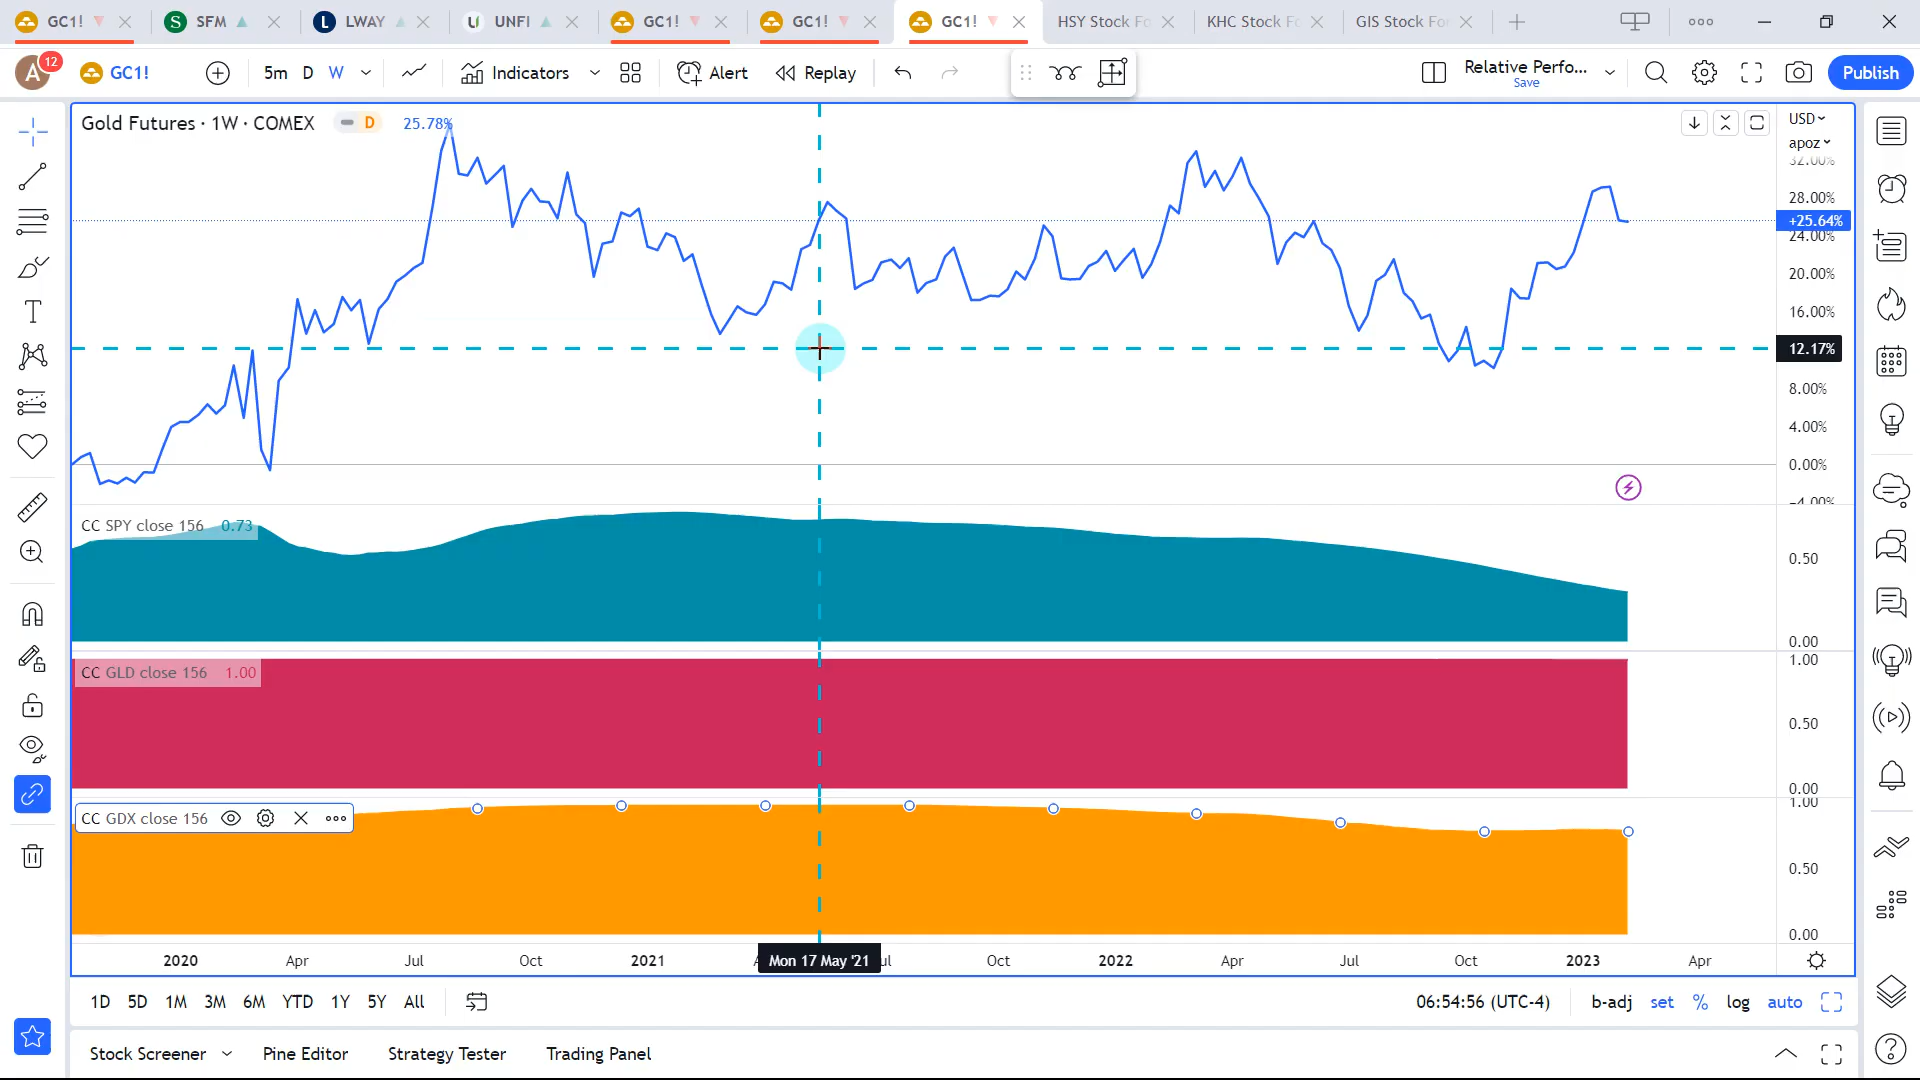 GC1! SFM LWAY UNFI GC1! GC1! GC1! HSY Stock Fo KHC Stock Fo GIS Stock For
A 12 GC1! 5m D W Indicators Alert Replay Relative Perfo... Save Publish
Gold Futures · 1W · COMEX D 25.78%
USD
apoz
32.00%
28.00%
+25.64%
24.00%
20.00%
16.00%
12.17%
8.00%
4.00%
0.00%
−4.00%
CC SPY close 156 0.73
0.50
0.00
CC GLD close 156 1.00
1.00
0.50
0.00
CC GDX close 156
1.00
0.50
0.00
2020 Apr Jul Oct 2021 A Mon 17 May '21 ul Oct 2022 Apr Jul Oct 2023 Apr
1D 5D 1M 3M 6M YTD 1Y 5Y All 06:54:56 (UTC-4) b-adj set % log auto
Stock Screener Pine Editor Strategy Tester Trading Panel